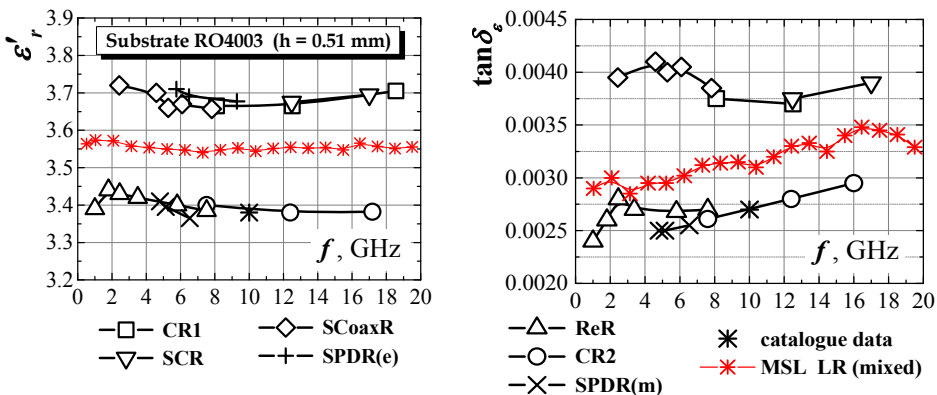 ε′r
Substrate RO4003 (h = 0.51 mm)
3.8
3.7
3.6
3.5
3.4
3.3
3.2
f, GHz
0 2 4 6 8 10 12 14 16 18 20
CR1
SCR
SCoaxR
SPDR(e)
tanδε
0.0045
0.0040
0.0035
0.0030
0.0025
0.0020
f, GHz
0 2 4 6 8 10 12 14 16 18 20
ReR
CR2
SPDR(m)
catalogue data
MSL LR (mixed)